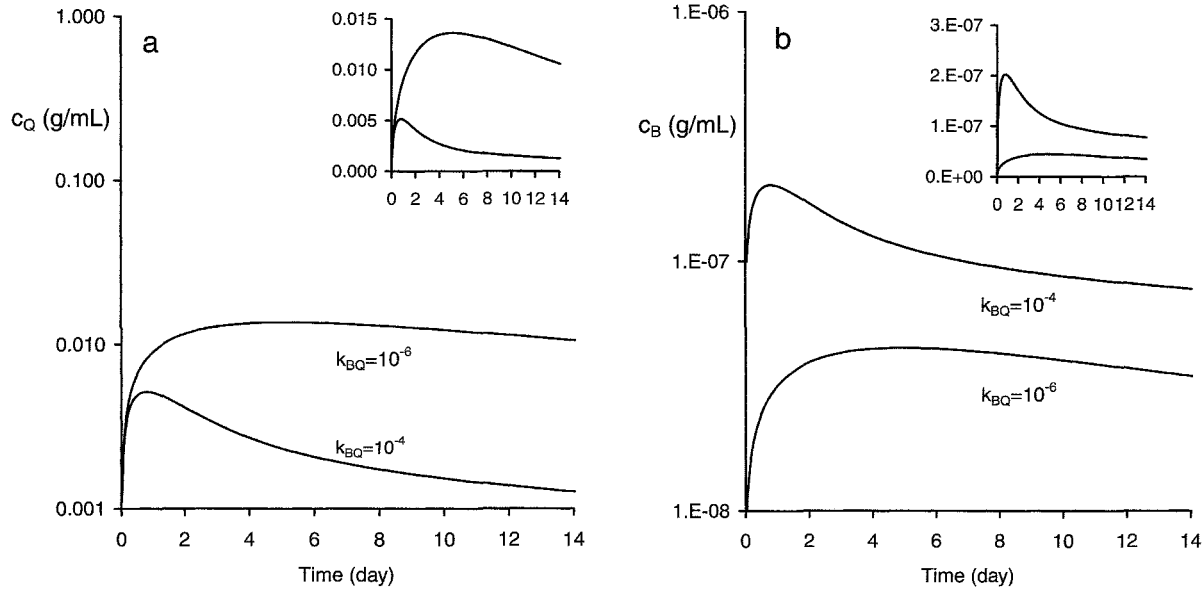 a
c_Q (g/mL)
1.000
0.100
0.010
0.001
0.015
0.010
0.005
0.000
0 2 4 6 8 10 12 14
k_BQ=10^-6
k_BQ=10^-4
0 2 4 6 8 10 12 14
Time (day)
b
c_B (g/mL)
1.E-06
1.E-07
1.E-08
3.E-07
2.E-07
1.E-07
0.E+00
0 2 4 6 8 10 12 14
k_BQ=10^-4
k_BQ=10^-6
0 2 4 6 8 10 12 14
Time (day)